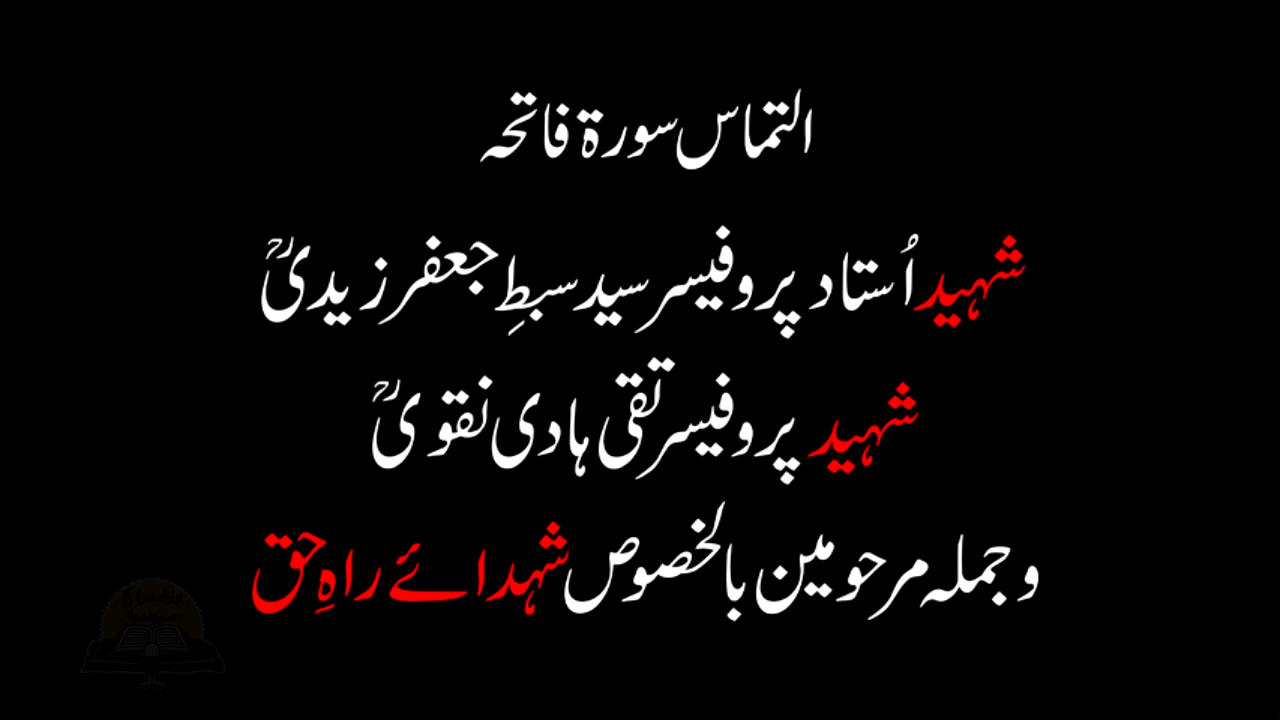 التماس سورۃ فاتحہ
شہید اُستاد پروفیسر سید سبطِ جعفر زیدیؒ
شہید پروفیسر تقی ہادی نقویؒ
و جملہ مرحومین بالخصوص شہدائے راہِ حق